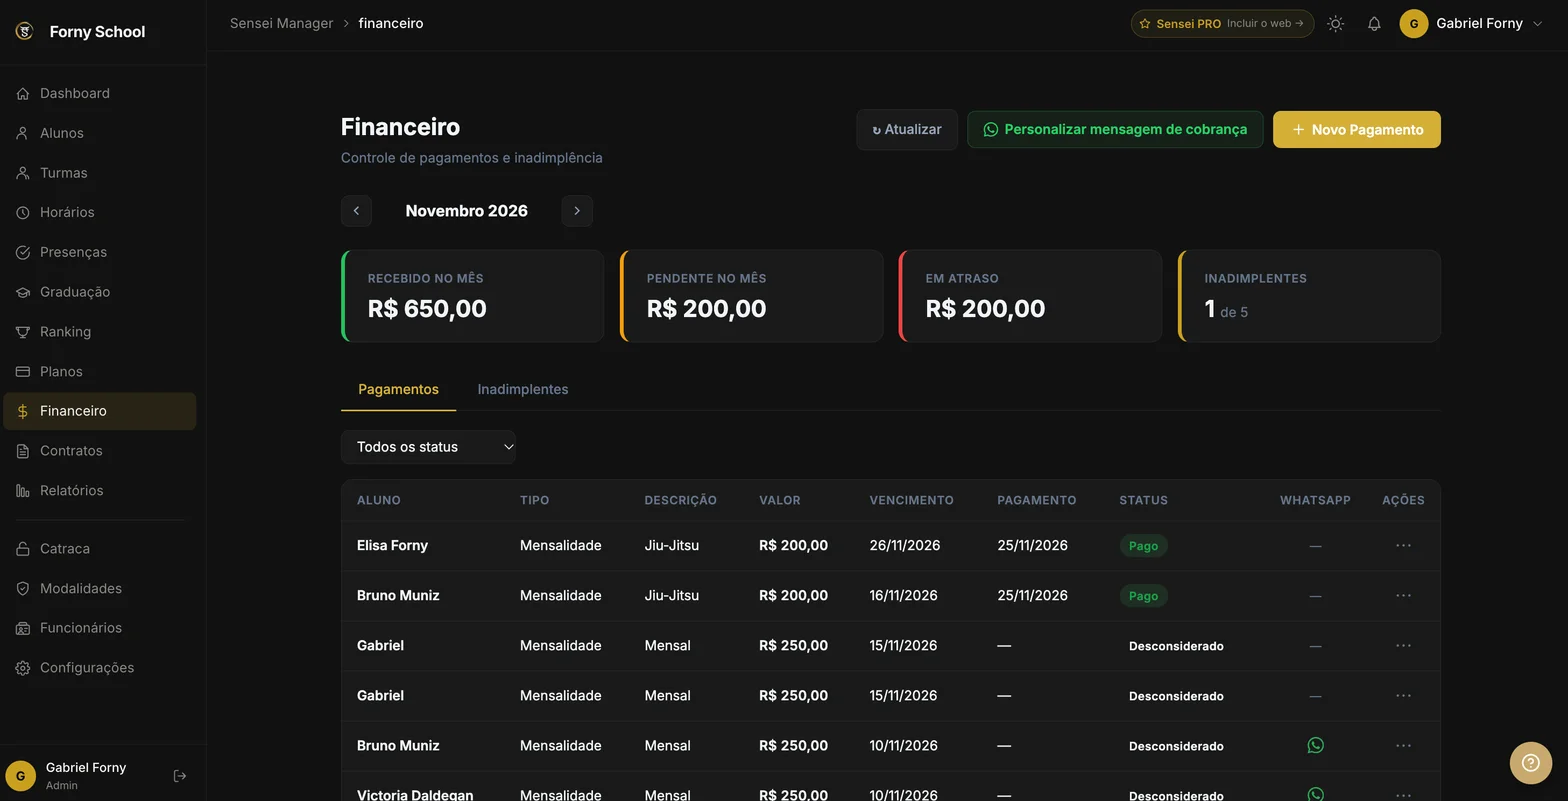 Forny School
Sensei Manager > financeiro
Sensei PRO Incluir o web →
G Gabriel Forny
Dashboard
Alunos
Turmas
Horários
Presenças
Graduação
Ranking
Planos
Financeiro
Contratos
Relatórios
Catraca
Modalidades
Funcionários
Configurações
G Gabriel Forny
Admin
Financeiro
Controle de pagamentos e inadimplência
↻ Atualizar
Personalizar mensagem de cobrança
+ Novo Pagamento
Novembro 2026
RECEBIDO NO MÊS
R$ 650,00
PENDENTE NO MÊS
R$ 200,00
EM ATRASO
R$ 200,00
INADIMPLENTES
1 de 5
Pagamentos Inadimplentes
Todos os status
ALUNO TIPO DESCRIÇÃO VALOR VENCIMENTO PAGAMENTO STATUS WHATSAPP AÇÕES
Elisa Forny Mensalidade Jiu-Jitsu R$ 200,00 26/11/2026 25/11/2026 Pago — ···
Bruno Muniz Mensalidade Jiu-Jitsu R$ 200,00 16/11/2026 25/11/2026 Pago — ···
Gabriel Mensalidade Mensal R$ 250,00 15/11/2026 — Desconsiderado — ···
Gabriel Mensalidade Mensal R$ 250,00 15/11/2026 — Desconsiderado — ···
Bruno Muniz Mensalidade Mensal R$ 250,00 10/11/2026 — Desconsiderado ···
Victoria Daldegan Mensalidade Mensal R$ 250,00 10/11/2026 — Desconsiderado ···